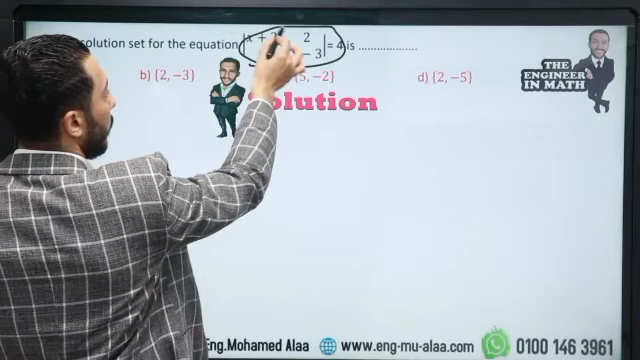 solution set for the equation |x + 2 2 = 4 is ..................
− 3|
b) {2, −3} {5, −2} d) {2, −5}
olution
THE
ENGINEER
IN MATH
Eng.Mohamed Alaa www.eng-mu-alaa.com 0100 146 3961